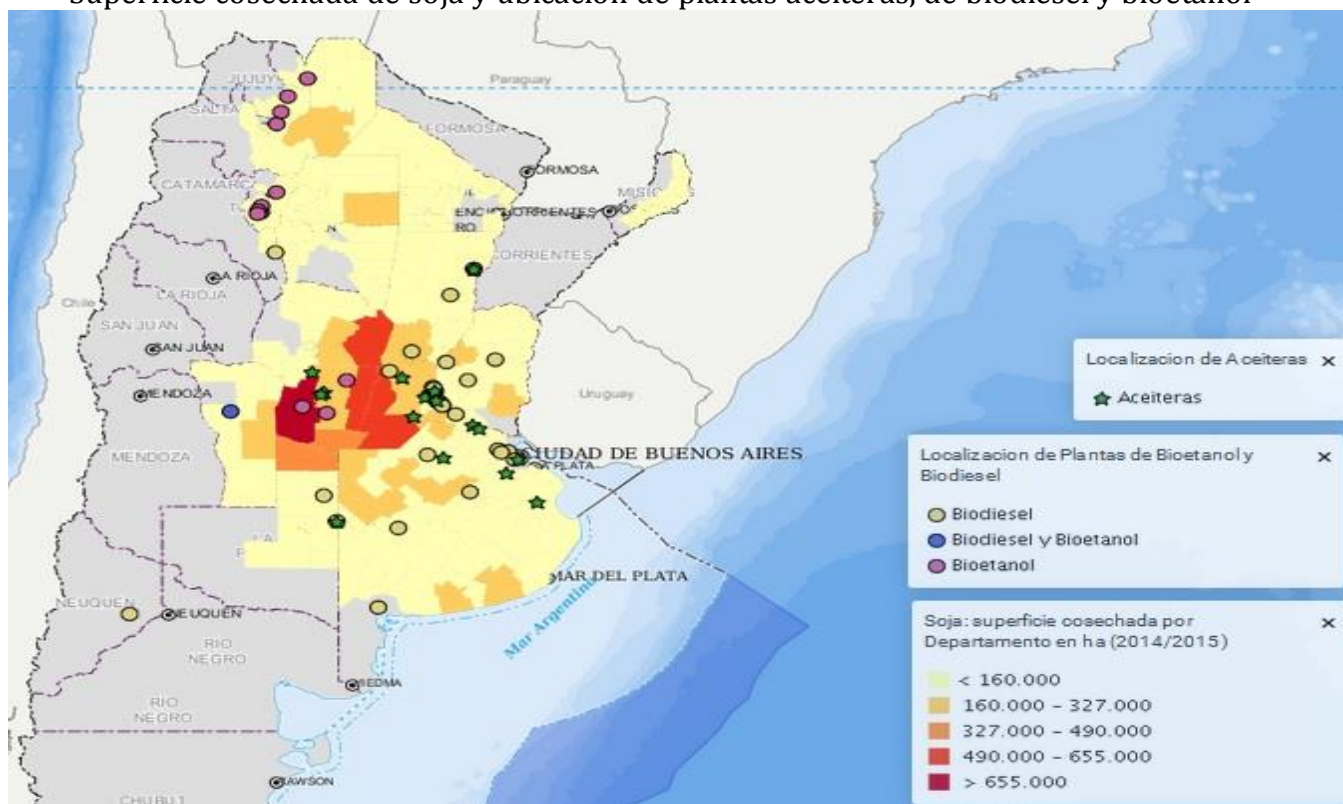 Superficie cosechada de soja y ubicación de plantas aceiteras, de biodiesel y bioetanol
JUJUY
Paraguay
SALTA
FORMOSA
FORMOSA
CATAMARCA
CORRIENTES
CORRIENTES
LA RIOJA
LA RIOJA
Chile
SAN JUAN
SAN JUAN
MENDOZA
Uruguay
MENDOZA
CIUDAD DE BUENOS AIRES
LA PLATA
MAR DEL PLATA
Mar Argentino
NEUQUEN
NEUQUEN
RIO
NEGRO
VIEDMA
RIO
NEGRO
RAWSON
CHUBUT
Localizacion de Aceiteras ×
Aceiteras
Localizacion de Plantas de Bioetanol y ×
Biodiesel
Biodiesel
Biodiesel y Bioetanol
Bioetanol
Soja: superficie cosechada por ×
Departamento en ha (2014/2015)
< 160.000
160.000 - 327.000
327.000 - 490.000
490.000 - 655.000
> 655.000